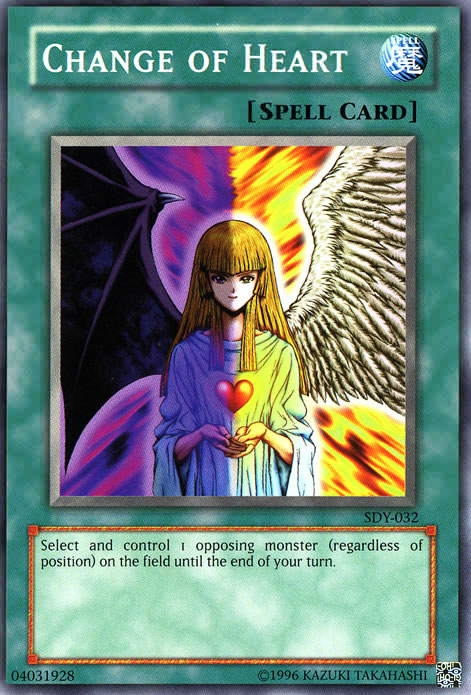 CHANGE OF HEART
SPELL
魔
[SPELL CARD]
SDY-032
Select and control 1 opposing monster (regardless of
position) on the field until the end of your turn.
04031928
©1996 KAZUKI TAKAHASHI